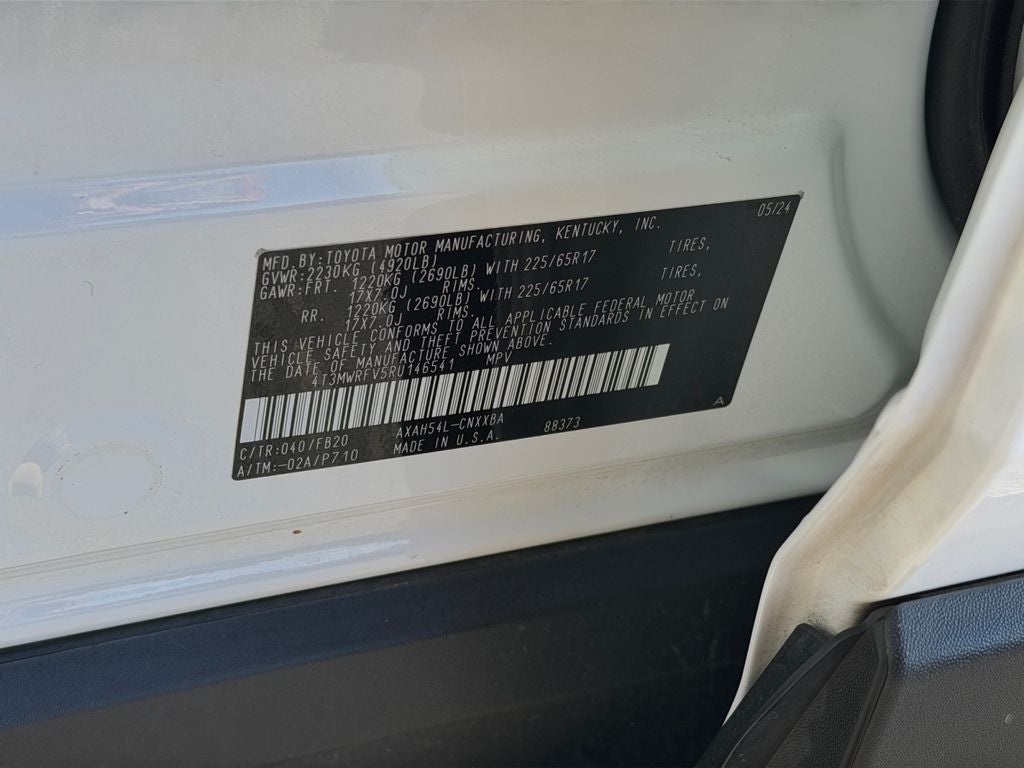 05/24
MFD. BY:TOYOTA MOTOR MANUFACTURING, KENTUCKY, INC.
GVWR:2230KG (4920LB)
GAWR:FRT. 1220KG (2690LB) WITH 225/65R17 TIRES,
17X7.0J RIMS.
RR. 1220KG (2690LB) WITH 225/65R17 TIRES,
17X7.0J RIMS.
THIS VEHICLE CONFORMS TO ALL APPLICABLE FEDERAL MOTOR
VEHICLE SAFETY AND THEFT PREVENTION STANDARDS IN EFFECT ON
THE DATE OF MANUFACTURE SHOWN ABOVE.
4T3MWRFV5RU146541 MPV
C/TR:040/FB20 AXAH54L-CNXXBA 88373 A
A/TM:-02A/P710 MADE IN U.S.A.